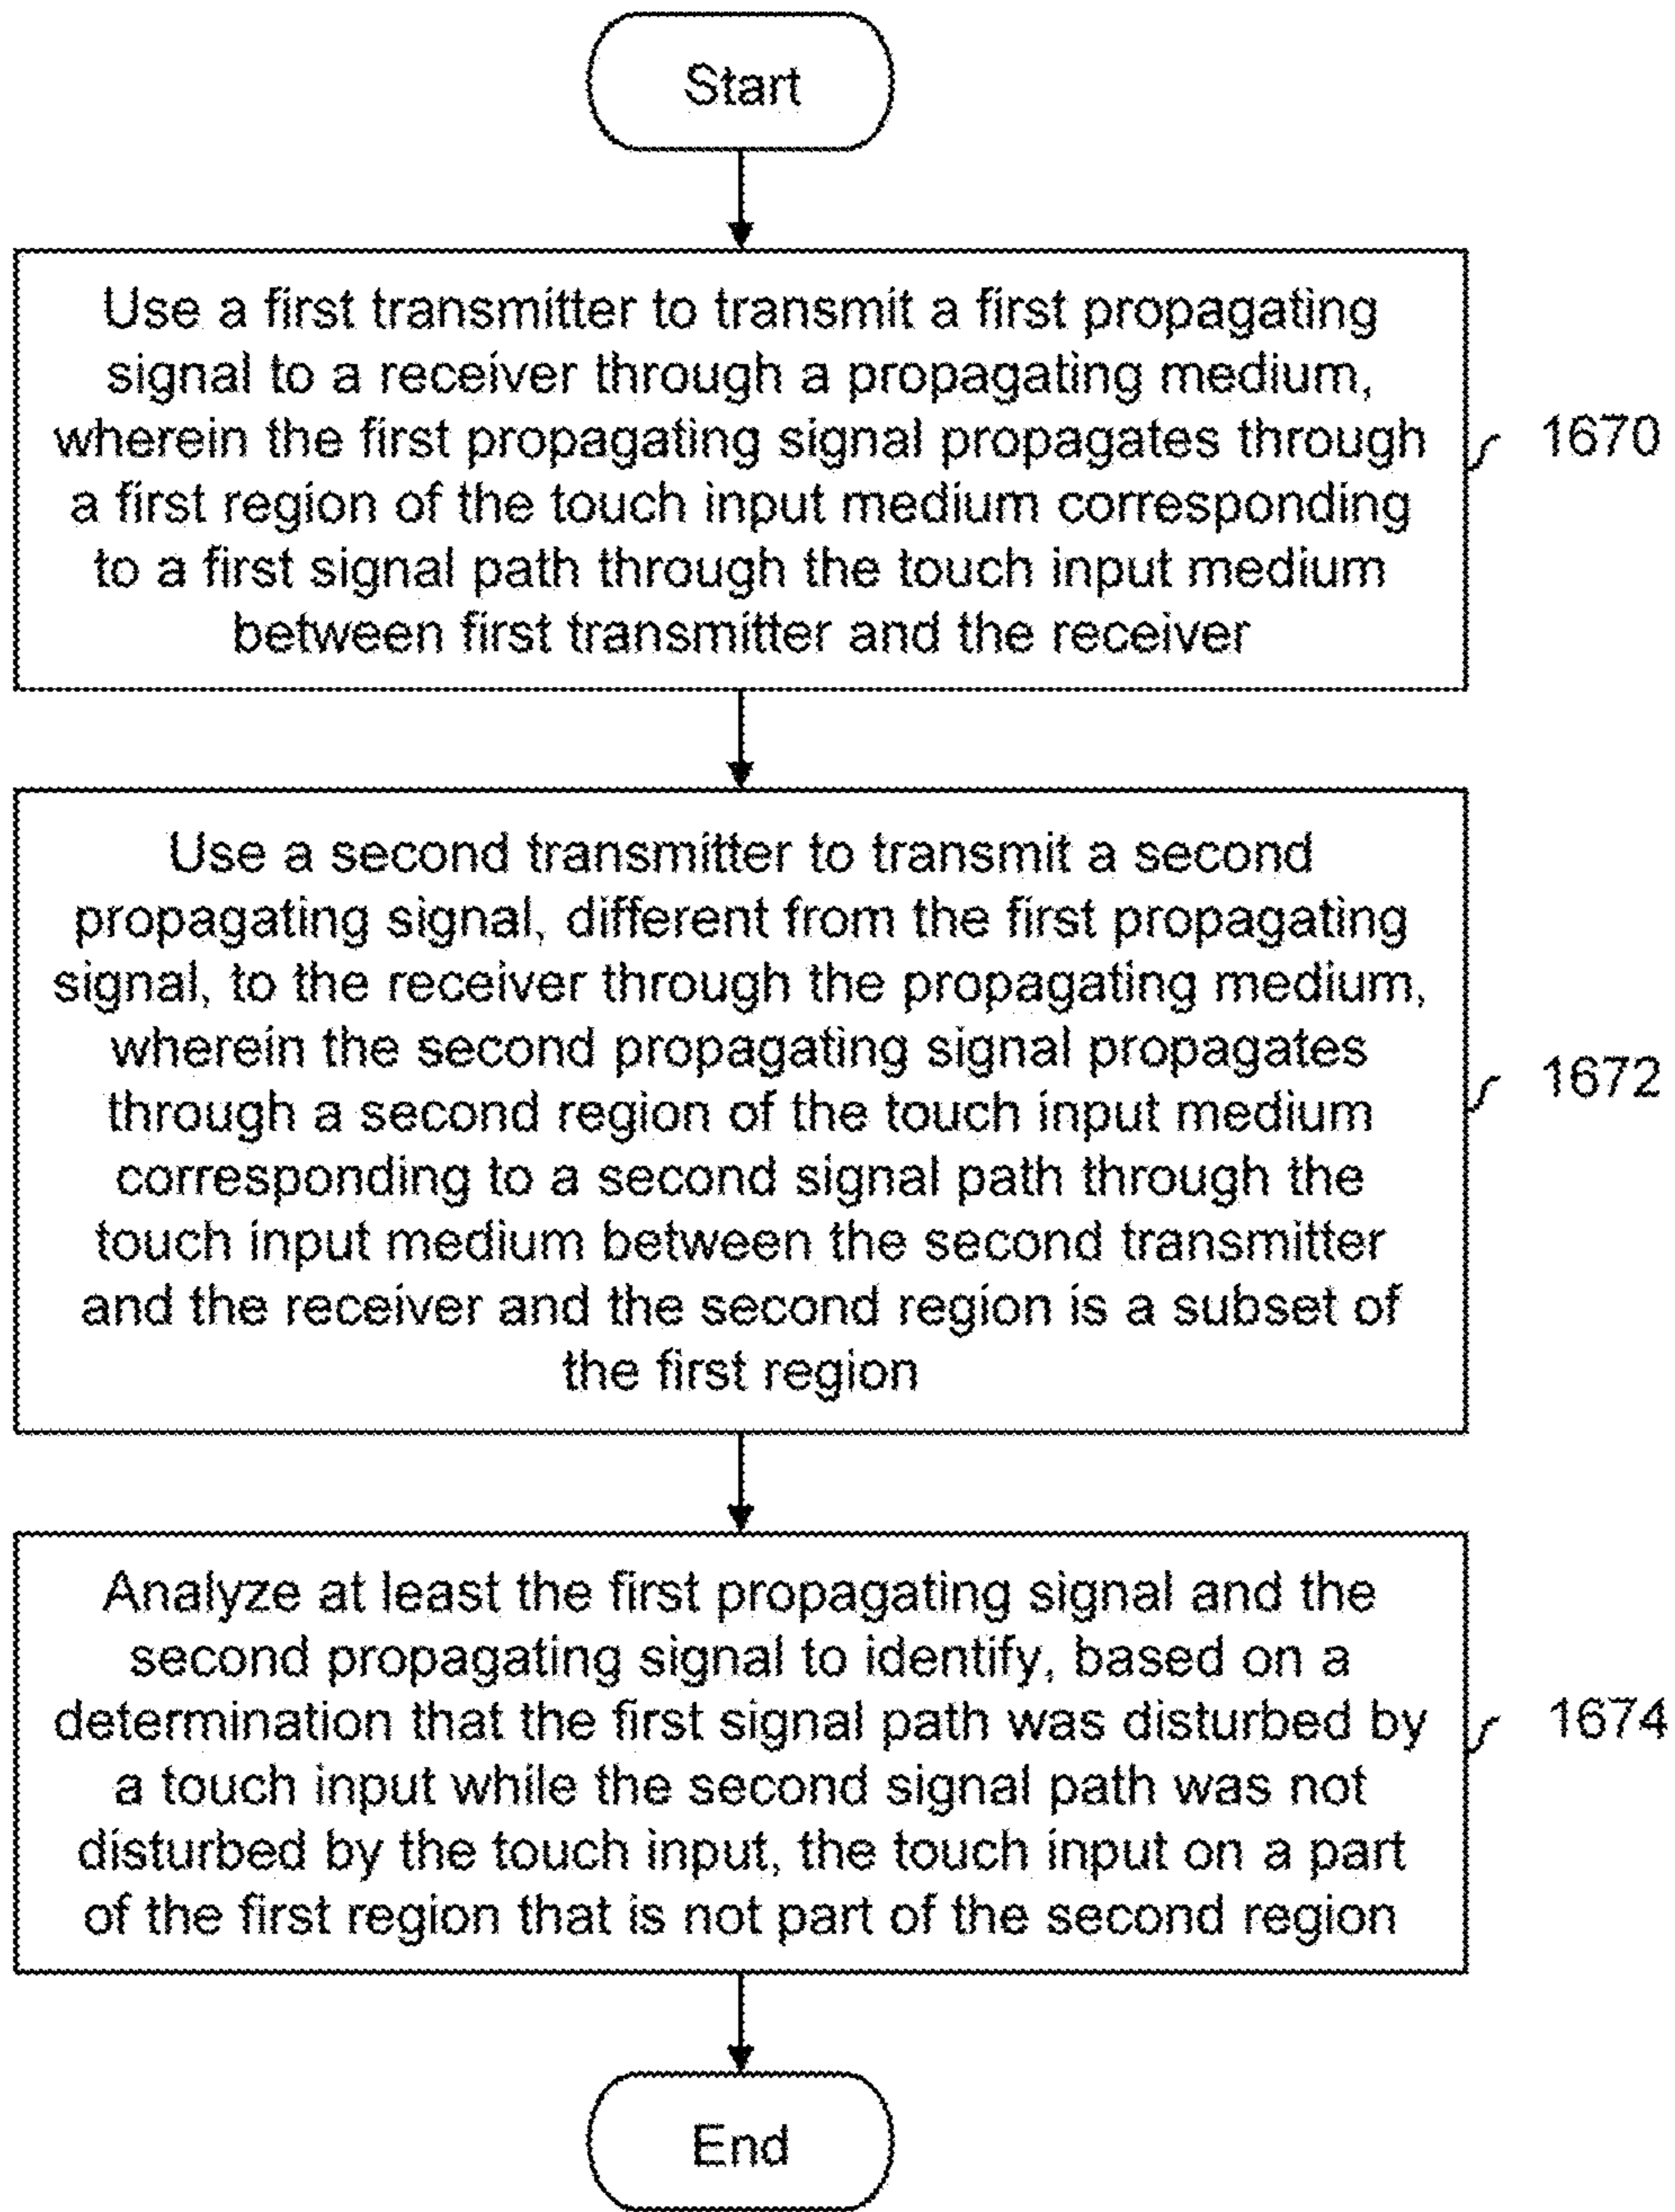 Start
Use a first transmitter to transmit a first propagating
signal to a receiver through a propagating medium,
wherein the first propagating signal propagates through
a first region of the touch input medium corresponding
to a first signal path through the touch input medium
between first transmitter and the receiver
1670
Use a second transmitter to transmit a second
propagating signal, different from the first propagating
signal, to the receiver through the propagating medium,
wherein the second propagating signal propagates
through a second region of the touch input medium
corresponding to a second signal path through the
touch input medium between the second transmitter
and the receiver and the second region is a subset of
the first region
1672
Analyze at least the first propagating signal and the
second propagating signal to identify, based on a
determination that the first signal path was disturbed by
a touch input while the second signal path was not
disturbed by the touch input, the touch input on a part
of the first region that is not part of the second region
1674
End